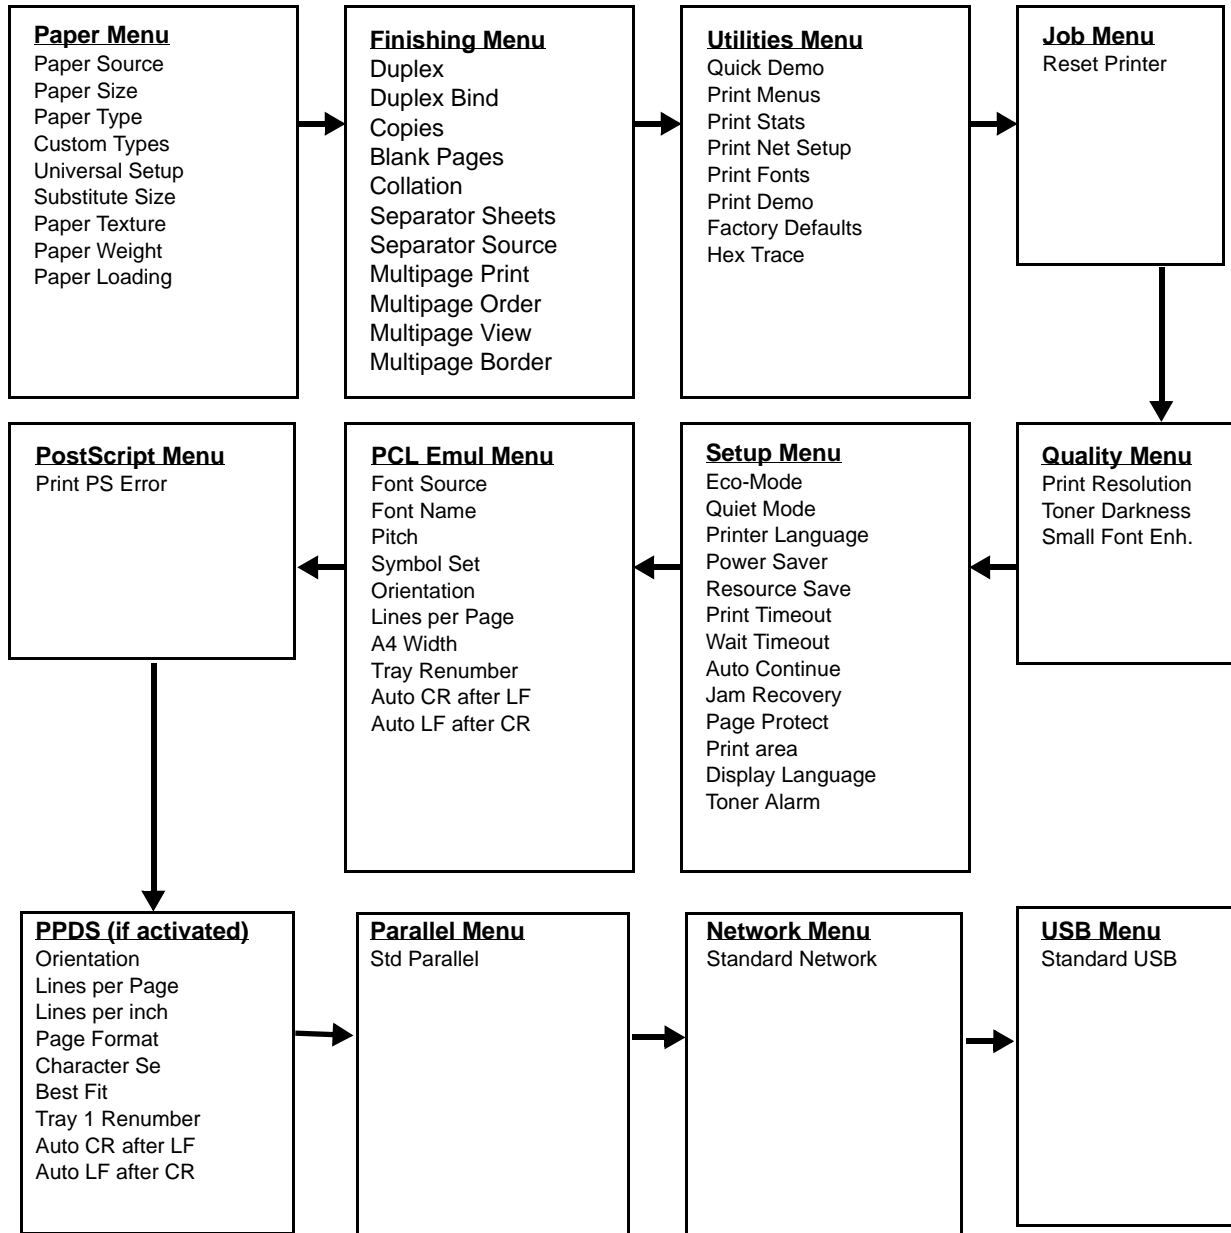 Paper Menu
Paper Source
Paper Size
Paper Type
Custom Types
Universal Setup
Substitute Size
Paper Texture
Paper Weight
Paper Loading
Finishing Menu
Duplex
Duplex Bind
Copies
Blank Pages
Collation
Separator Sheets
Separator Source
Multipage Print
Multipage Order
Multipage View
Multipage Border
Utilities Menu
Quick Demo
Print Menus
Print Stats
Print Net Setup
Print Fonts
Print Demo
Factory Defaults
Hex Trace
Job Menu
Reset Printer
Quality Menu
Print Resolution
Toner Darkness
Small Font Enh.
Setup Menu
Eco-Mode
Quiet Mode
Printer Language
Power Saver
Resource Save
Print Timeout
Wait Timeout
Auto Continue
Jam Recovery
Page Protect
Print area
Display Language
Toner Alarm
PCL Emul Menu
Font Source
Font Name
Pitch
Symbol Set
Orientation
Lines per Page
A4 Width
Tray Renumber
Auto CR after LF
Auto LF after CR
PostScript Menu
Print PS Error
PPDS (if activated)
Orientation
Lines per Page
Lines per inch
Page Format
Character Se
Best Fit
Tray 1 Renumber
Auto CR after LF
Auto LF after CR
Parallel Menu
Std Parallel
Network Menu
Standard Network
USB Menu
Standard USB